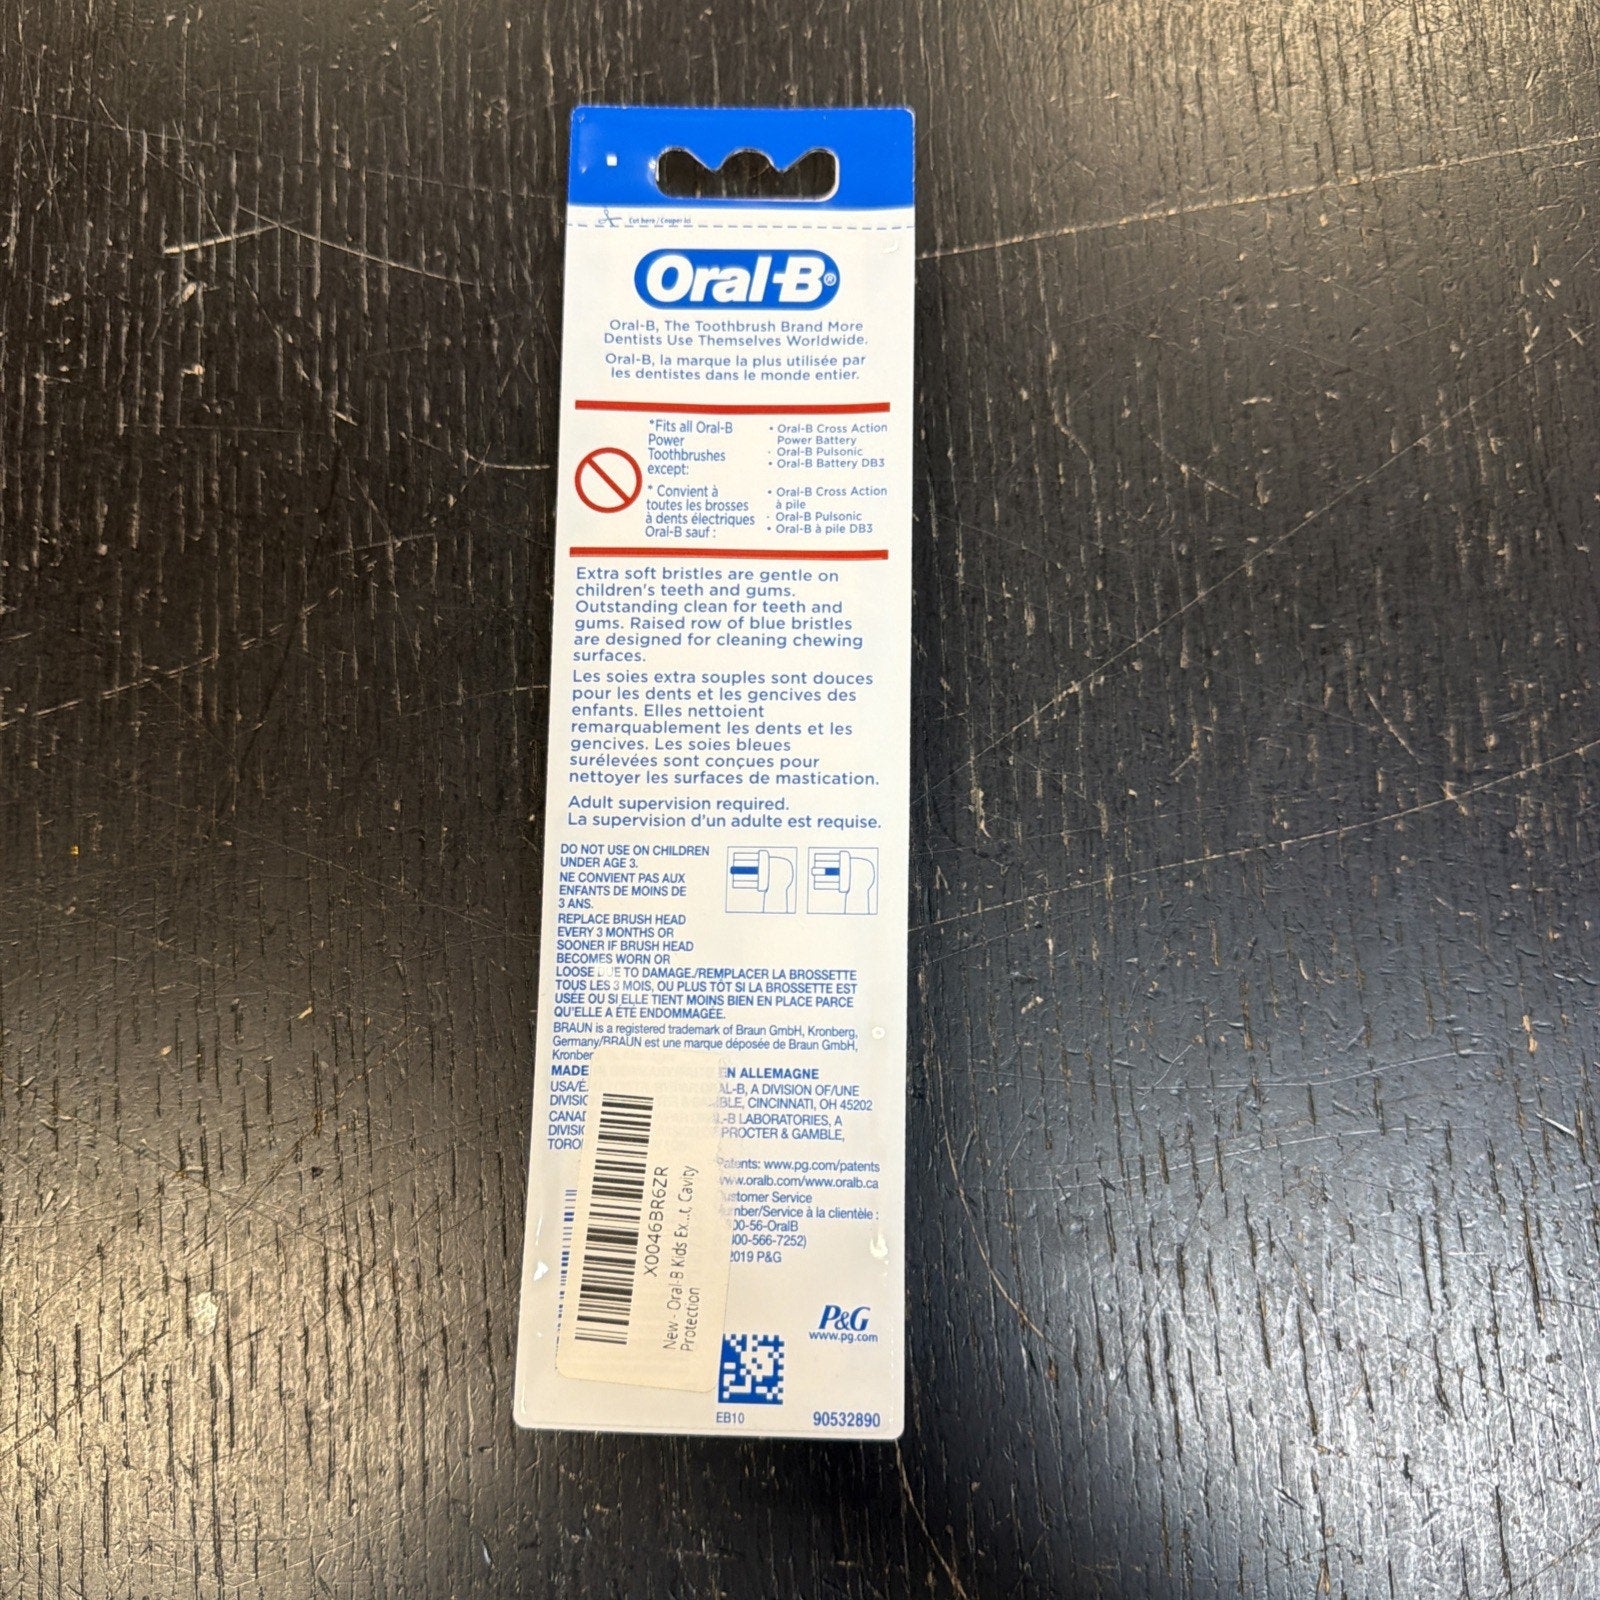 Cut here / Couper ici
Oral-B®
Oral-B, The Toothbrush Brand More
Dentists Use Themselves Worldwide.
Oral-B, la marque la plus utilisée par
les dentistes dans le monde entier.
*Fits all Oral-B
Power
Toothbrushes
except:
• Oral-B Cross Action
Power Battery
· Oral-B Pulsonic
• Oral-B Battery DB3
* Convient à
toutes les brosses
à dents électriques
Oral-B sauf :
• Oral-B Cross Action
à pile
· Oral-B Pulsonic
• Oral-B à pile DB3
Extra soft bristles are gentle on
children's teeth and gums.
Outstanding clean for teeth and
gums. Raised row of blue bristles
are designed for cleaning chewing
surfaces.
Les soies extra souples sont douces
pour les dents et les gencives des
enfants. Elles nettoient
remarquablement les dents et les
gencives. Les soies bleues
surélevées sont conçues pour
nettoyer les surfaces de mastication.
Adult supervision required.
La supervision d'un adulte est requise.
DO NOT USE ON CHILDREN
UNDER AGE 3.
NE CONVIENT PAS AUX
ENFANTS DE MOINS DE
3 ANS.
REPLACE BRUSH HEAD
EVERY 3 MONTHS OR
SOONER IF BRUSH HEAD
BECOMES WORN OR
LOOSE DUE TO DAMAGE./REMPLACER LA BROSSETTE
TOUS LES 3 MOIS, OU PLUS TÔT SI LA BROSSETTE EST
USÉE OU SI ELLE TIENT MOINS BIEN EN PLACE PARCE
QU'ELLE A ÉTÉ ENDOMMAGÉE.
BRAUN is a registered trademark of Braun GmbH, Kronberg,
Germany/BRAUN est une marque déposée de Braun GmbH,
MADE EN ALLEMAGNE
A DIVISION OF/UNE
CINCINNATI, OH 45202
LABORATORIES, A
PROCTER & GAMBLE,
Patents: www.pg.com/patents
www.oralb.com/www.oralb.ca
Customer Service
/Service à la clientèle :
-56-OralB
-566-7252)
2019 P&G
X0046BR6ZR
New - Oral-B Kids Ex...t, Cavity
Protection
P&G
www.pg.com
EB10
90532890